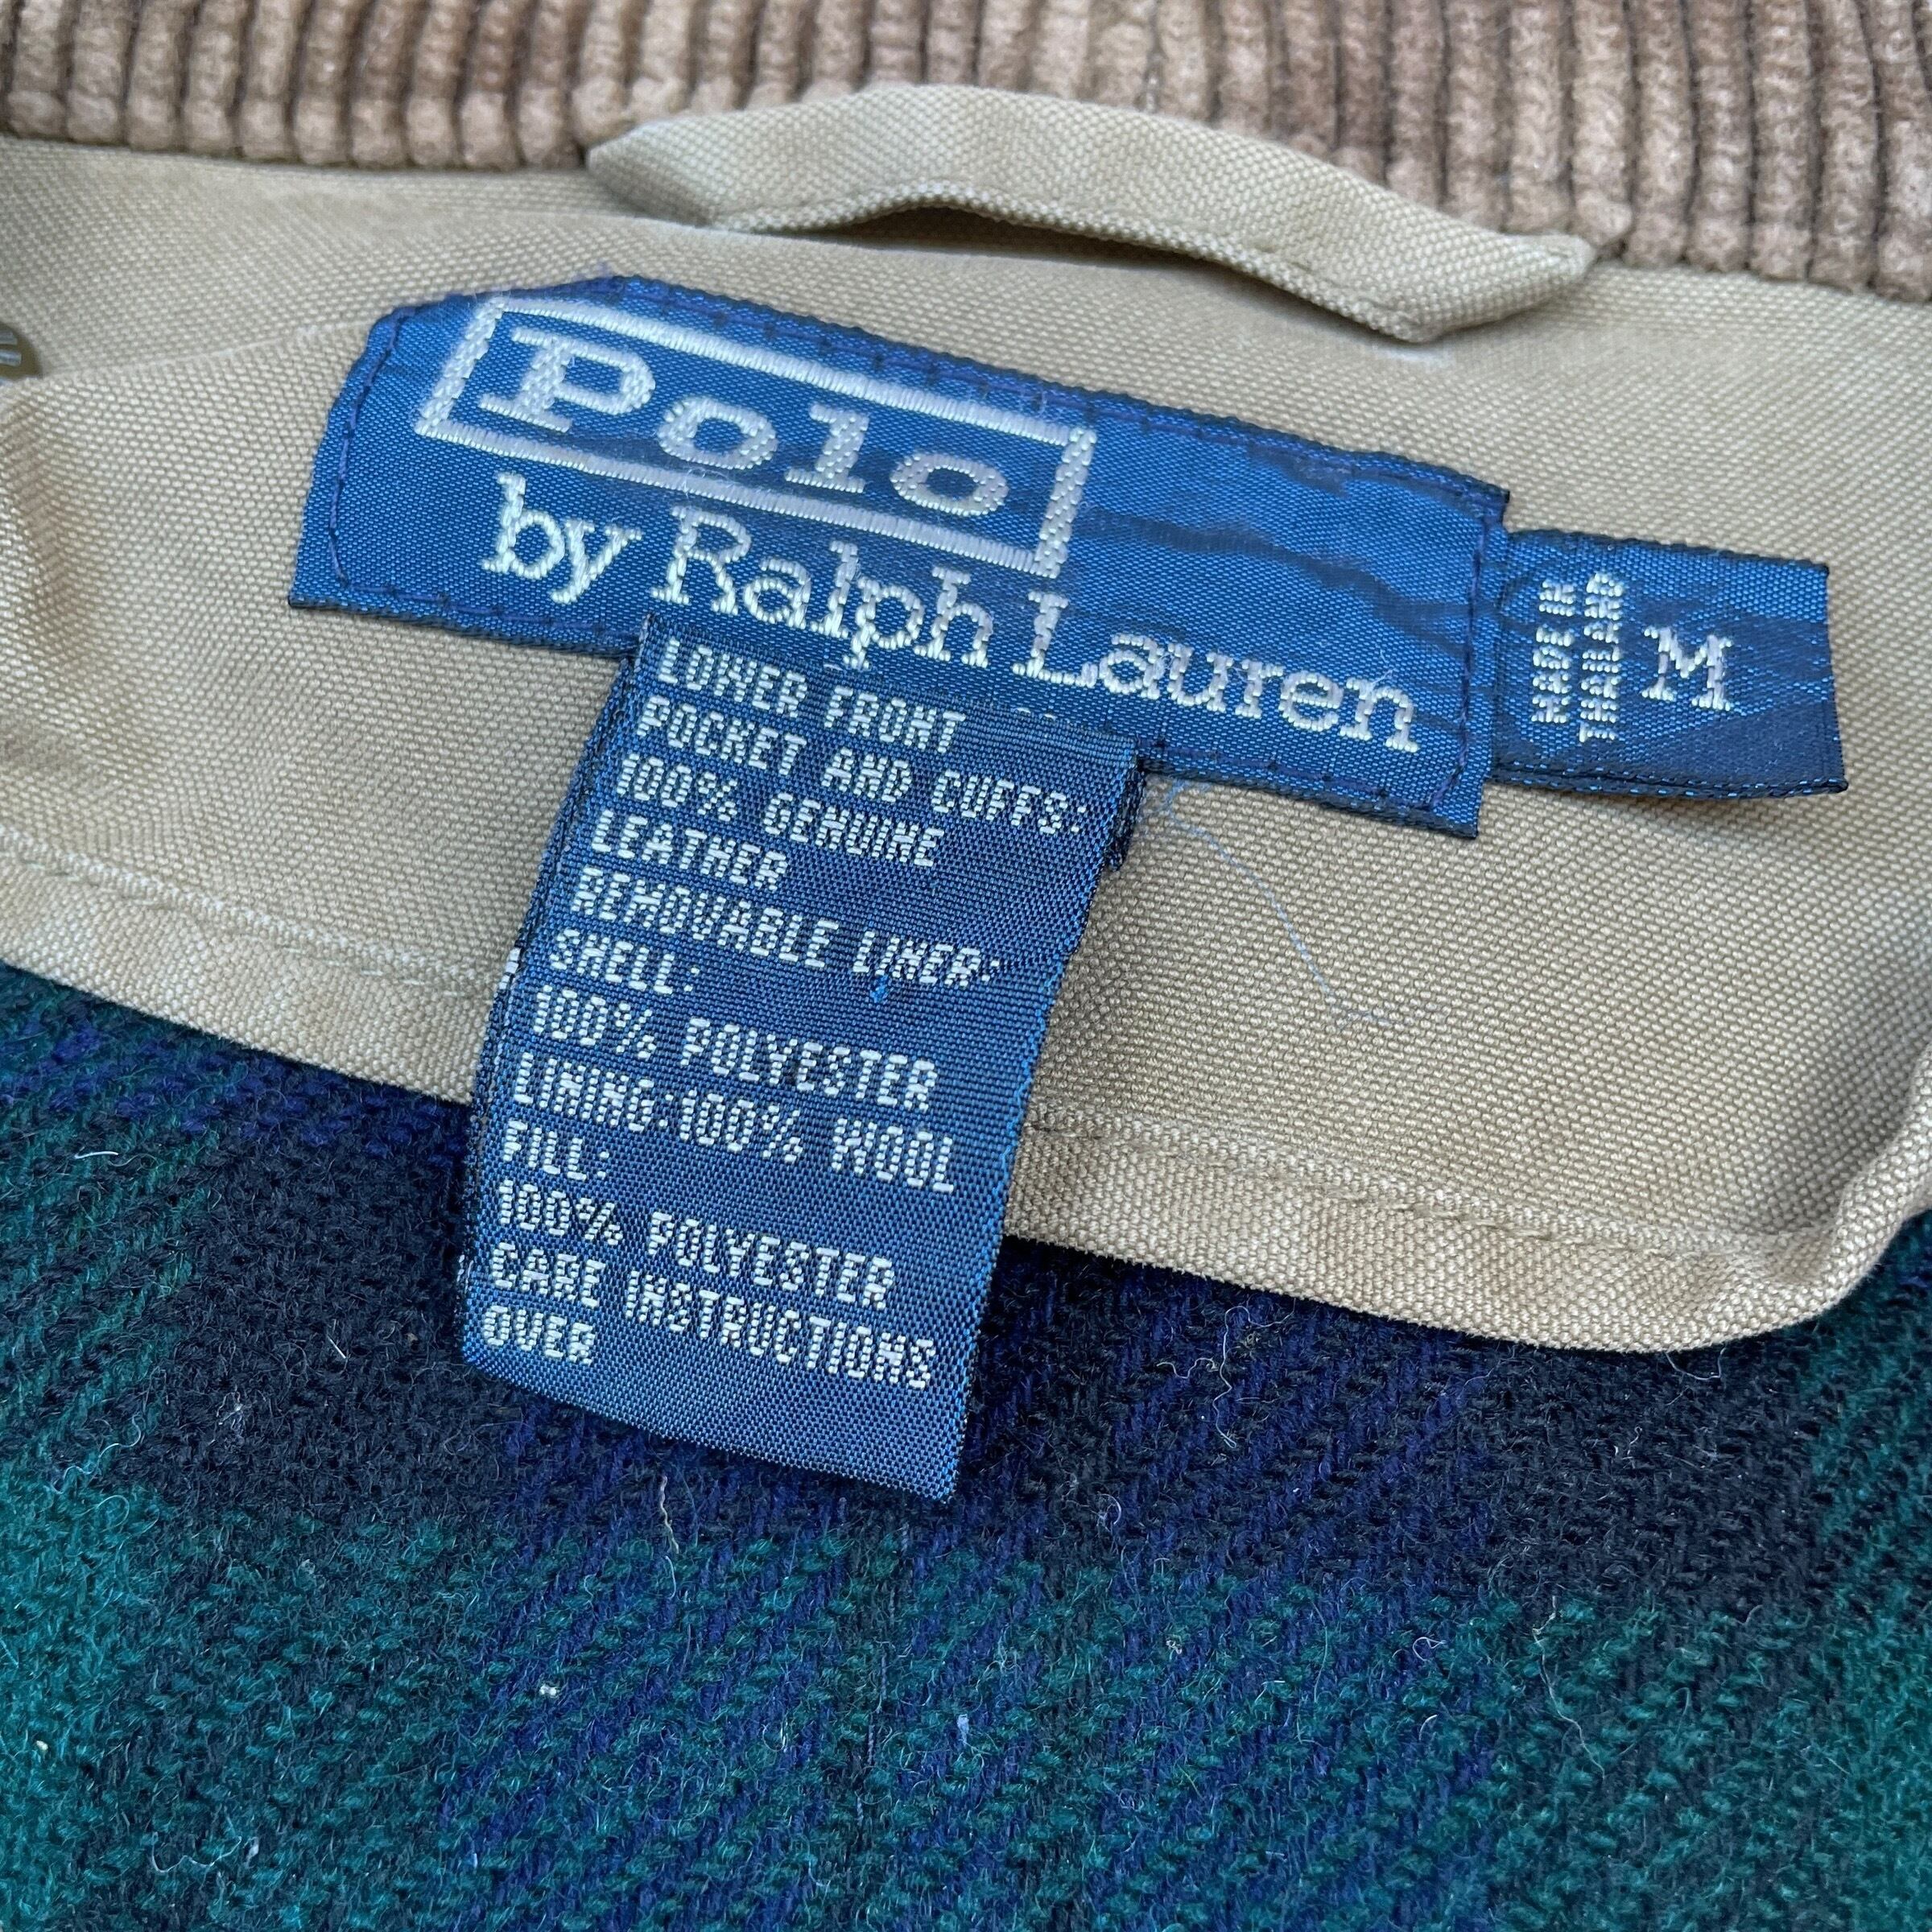 Polo
by Ralph Lauren
MADE IN
THAILAND
M
LOWER FRONT
POCKET AND CUFFS:
100% GENUINE
LEATHER
REMOVABLE LINER:
SHELL:
100% POLYESTER
LINING:100% WOOL
FILL:
100% POLYESTER
CARE INSTRUCTIONS
OVER